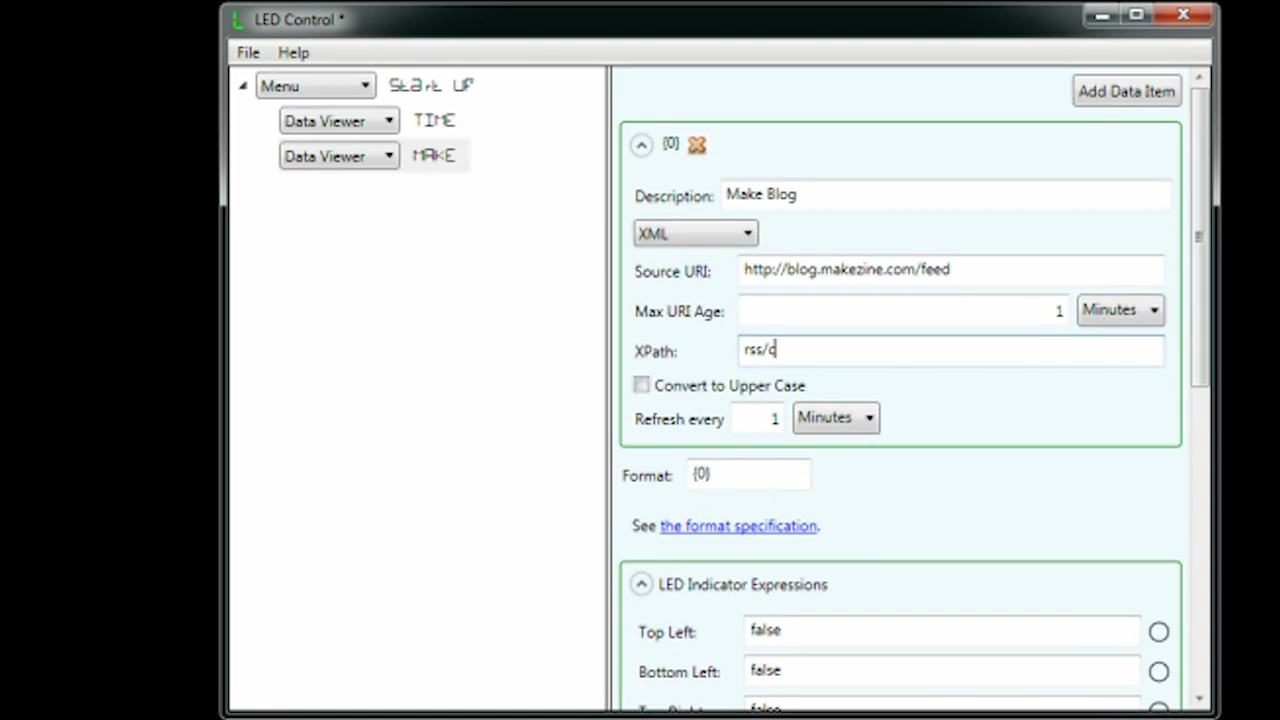 LED Control *
File Help
Menu Start UP
Data Viewer TIME
Data Viewer MAKE
Add Data Item
{0}
Description: Make Blog
XML
Source URI: http://blog.makezine.com/feed
Max URI Age: 1 Minutes
XPath: rss/c
Convert to Upper Case
Refresh every 1 Minutes
Format: {0}
See the format specification.
LED Indicator Expressions
Top Left: false
Bottom Left: false